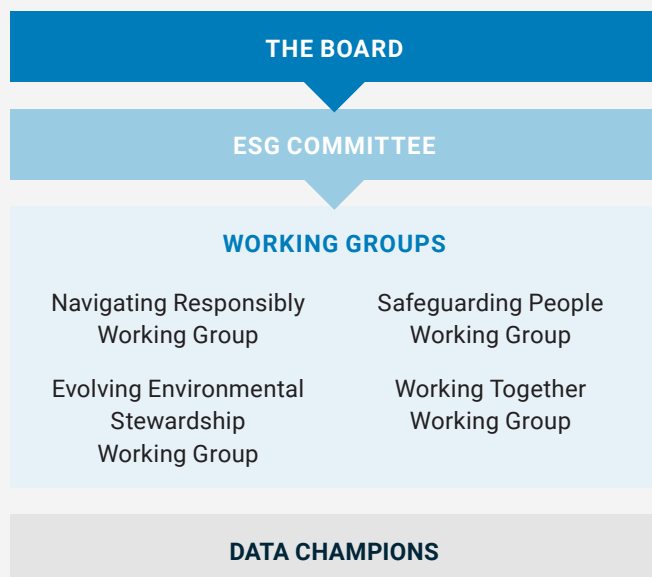 THE BOARD
ESG COMMITTEE
WORKING GROUPS
Navigating Responsibly
Working Group
Safeguarding People
Working Group
Evolving Environmental
Stewardship
Working Group
Working Together
Working Group
DATA CHAMPIONS